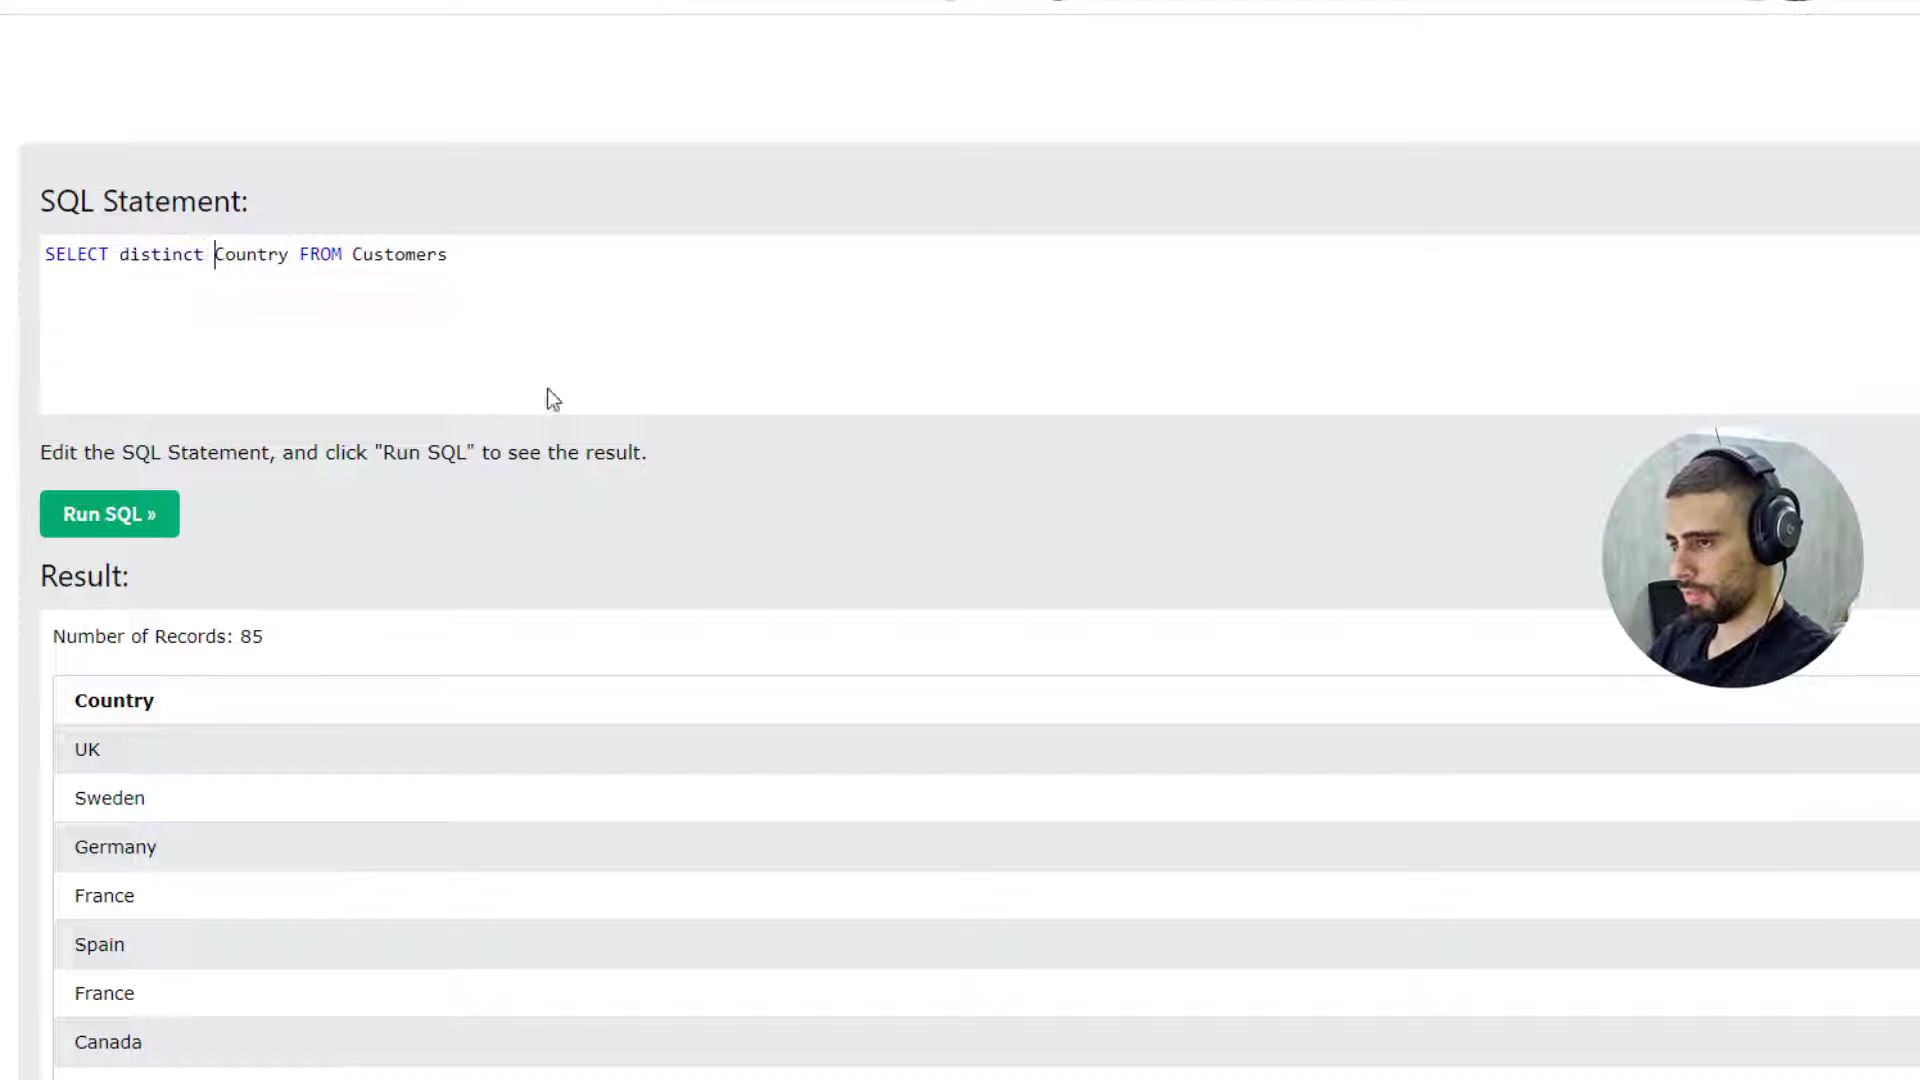 SQL Statement:
SELECT distinct Country FROM Customers
Edit the SQL Statement, and click "Run SQL" to see the result.
Run SQL »
Result:
Number of Records: 85
Country
UK
Sweden
Germany
France
Spain
France
Canada